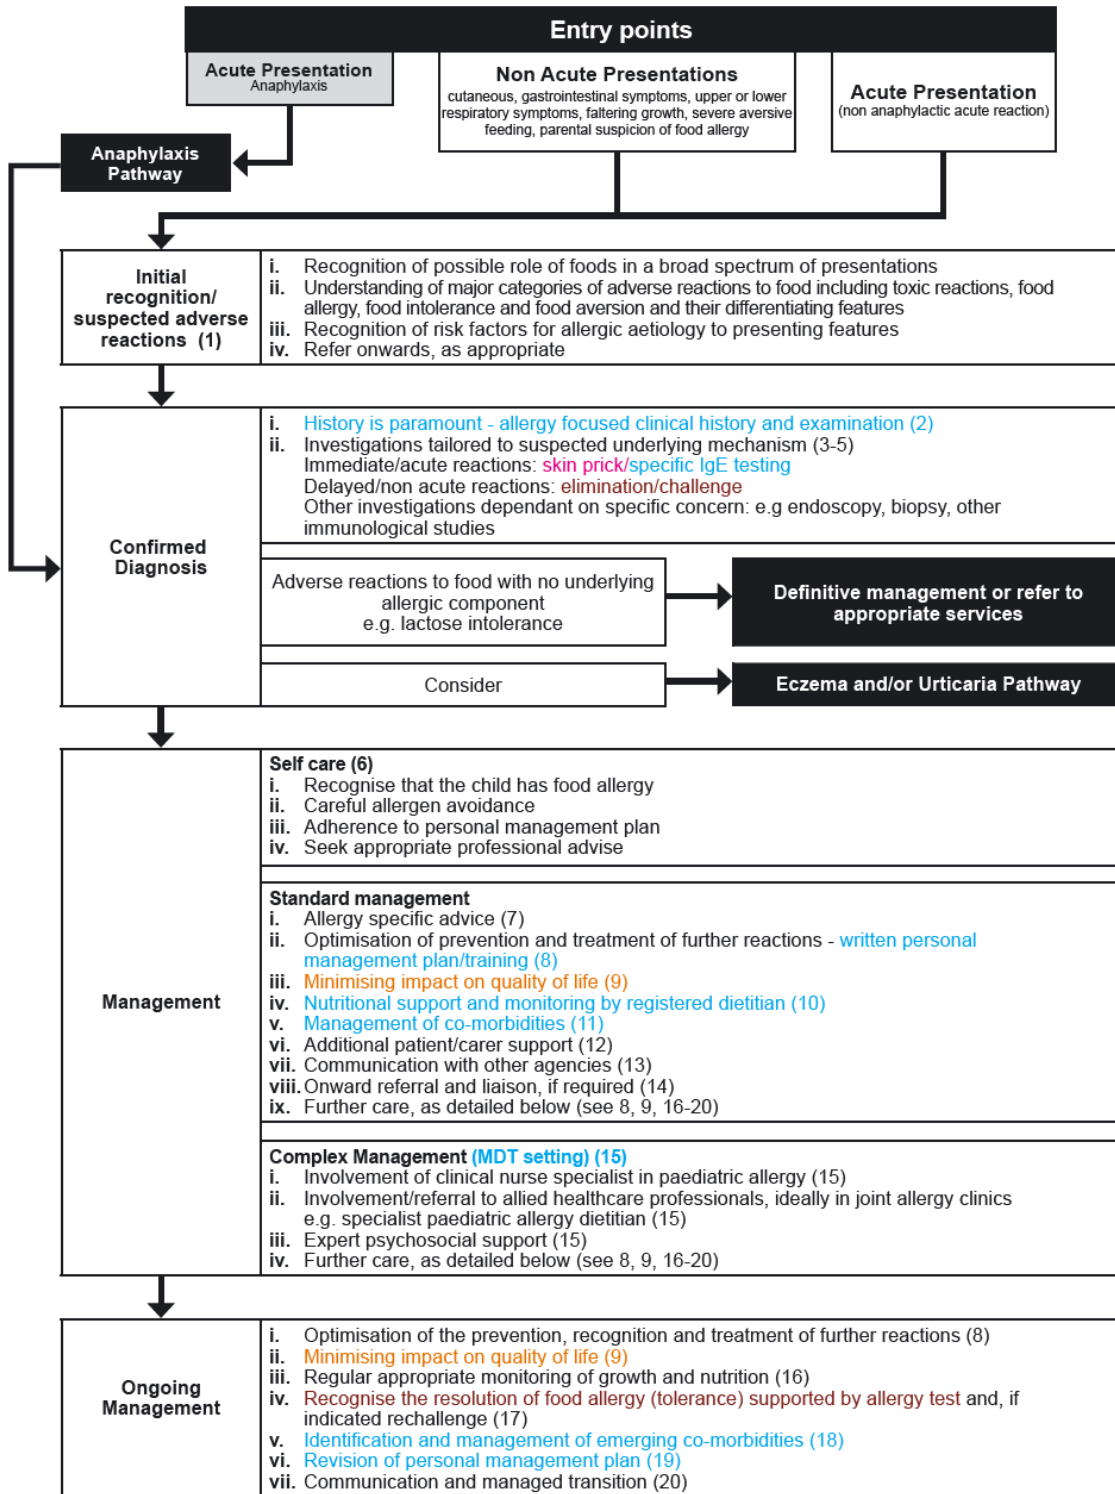 Entry points
Acute Presentation
Anaphylaxis
Non Acute Presentations
cutaneous, gastrointestinal symptoms, upper or lower
respiratory symptoms, faltering growth, severe aversive
feeding, parental suspicion of food allergy
Acute Presentation
(non anaphylactic acute reaction)
Anaphylaxis
Pathway
Initial
recognition/
suspected adverse
reactions (1)
i. Recognition of possible role of foods in a broad spectrum of presentations
ii. Understanding of major categories of adverse reactions to food including toxic reactions, food
allergy, food intolerance and food aversion and their differentiating features
iii. Recognition of risk factors for allergic aetiology to presenting features
iv. Refer onwards, as appropriate
Confirmed
Diagnosis
i. History is paramount - allergy focused clinical history and examination (2)
ii. Investigations tailored to suspected underlying mechanism (3-5)
Immediate/acute reactions: skin prick/specific IgE testing
Delayed/non acute reactions: elimination/challenge
Other investigations dependant on specific concern: e.g endoscopy, biopsy, other
immunological studies
Adverse reactions to food with no underlying
allergic component
e.g. lactose intolerance
Definitive management or refer to
appropriate services
Consider
Eczema and/or Urticaria Pathway
Management
Self care (6)
i. Recognise that the child has food allergy
ii. Careful allergen avoidance
iii. Adherence to personal management plan
iv. Seek appropriate professional advise
Standard management
i. Allergy specific advice (7)
ii. Optimisation of prevention and treatment of further reactions - written personal
management plan/training (8)
iii. Minimising impact on quality of life (9)
iv. Nutritional support and monitoring by registered dietitian (10)
v. Management of co-morbidities (11)
vi. Additional patient/carer support (12)
vii. Communication with other agencies (13)
viii. Onward referral and liaison, if required (14)
ix. Further care, as detailed below (see 8, 9, 16-20)
Complex Management (MDT setting) (15)
i. Involvement of clinical nurse specialist in paediatric allergy (15)
ii. Involvement/referral to allied healthcare professionals, ideally in joint allergy clinics
e.g. specialist paediatric allergy dietitian (15)
iii. Expert psychosocial support (15)
iv. Further care, as detailed below (see 8, 9, 16-20)
Ongoing
Management
i. Optimisation of the prevention, recognition and treatment of further reactions (8)
ii. Minimising impact on quality of life (9)
iii. Regular appropriate monitoring of growth and nutrition (16)
iv. Recognise the resolution of food allergy (tolerance) supported by allergy test and, if
indicated rechallenge (17)
v. Identification and management of emerging co-morbidities (18)
vi. Revision of personal management plan (19)
vii. Communication and managed transition (20)